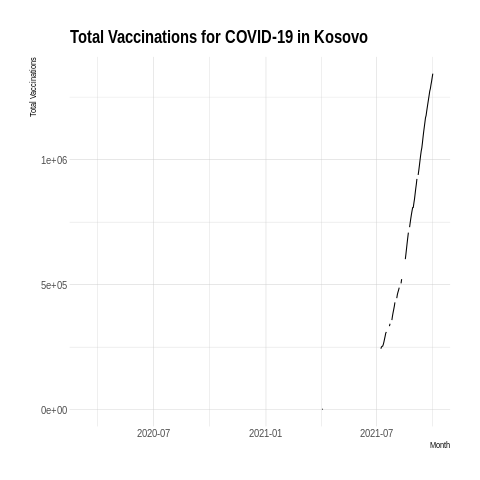 Total Vaccinations for COVID-19 in Kosovo
Total Vaccinations
1e+06
5e+05
0e+00
2020-07 2021-01 2021-07
Month